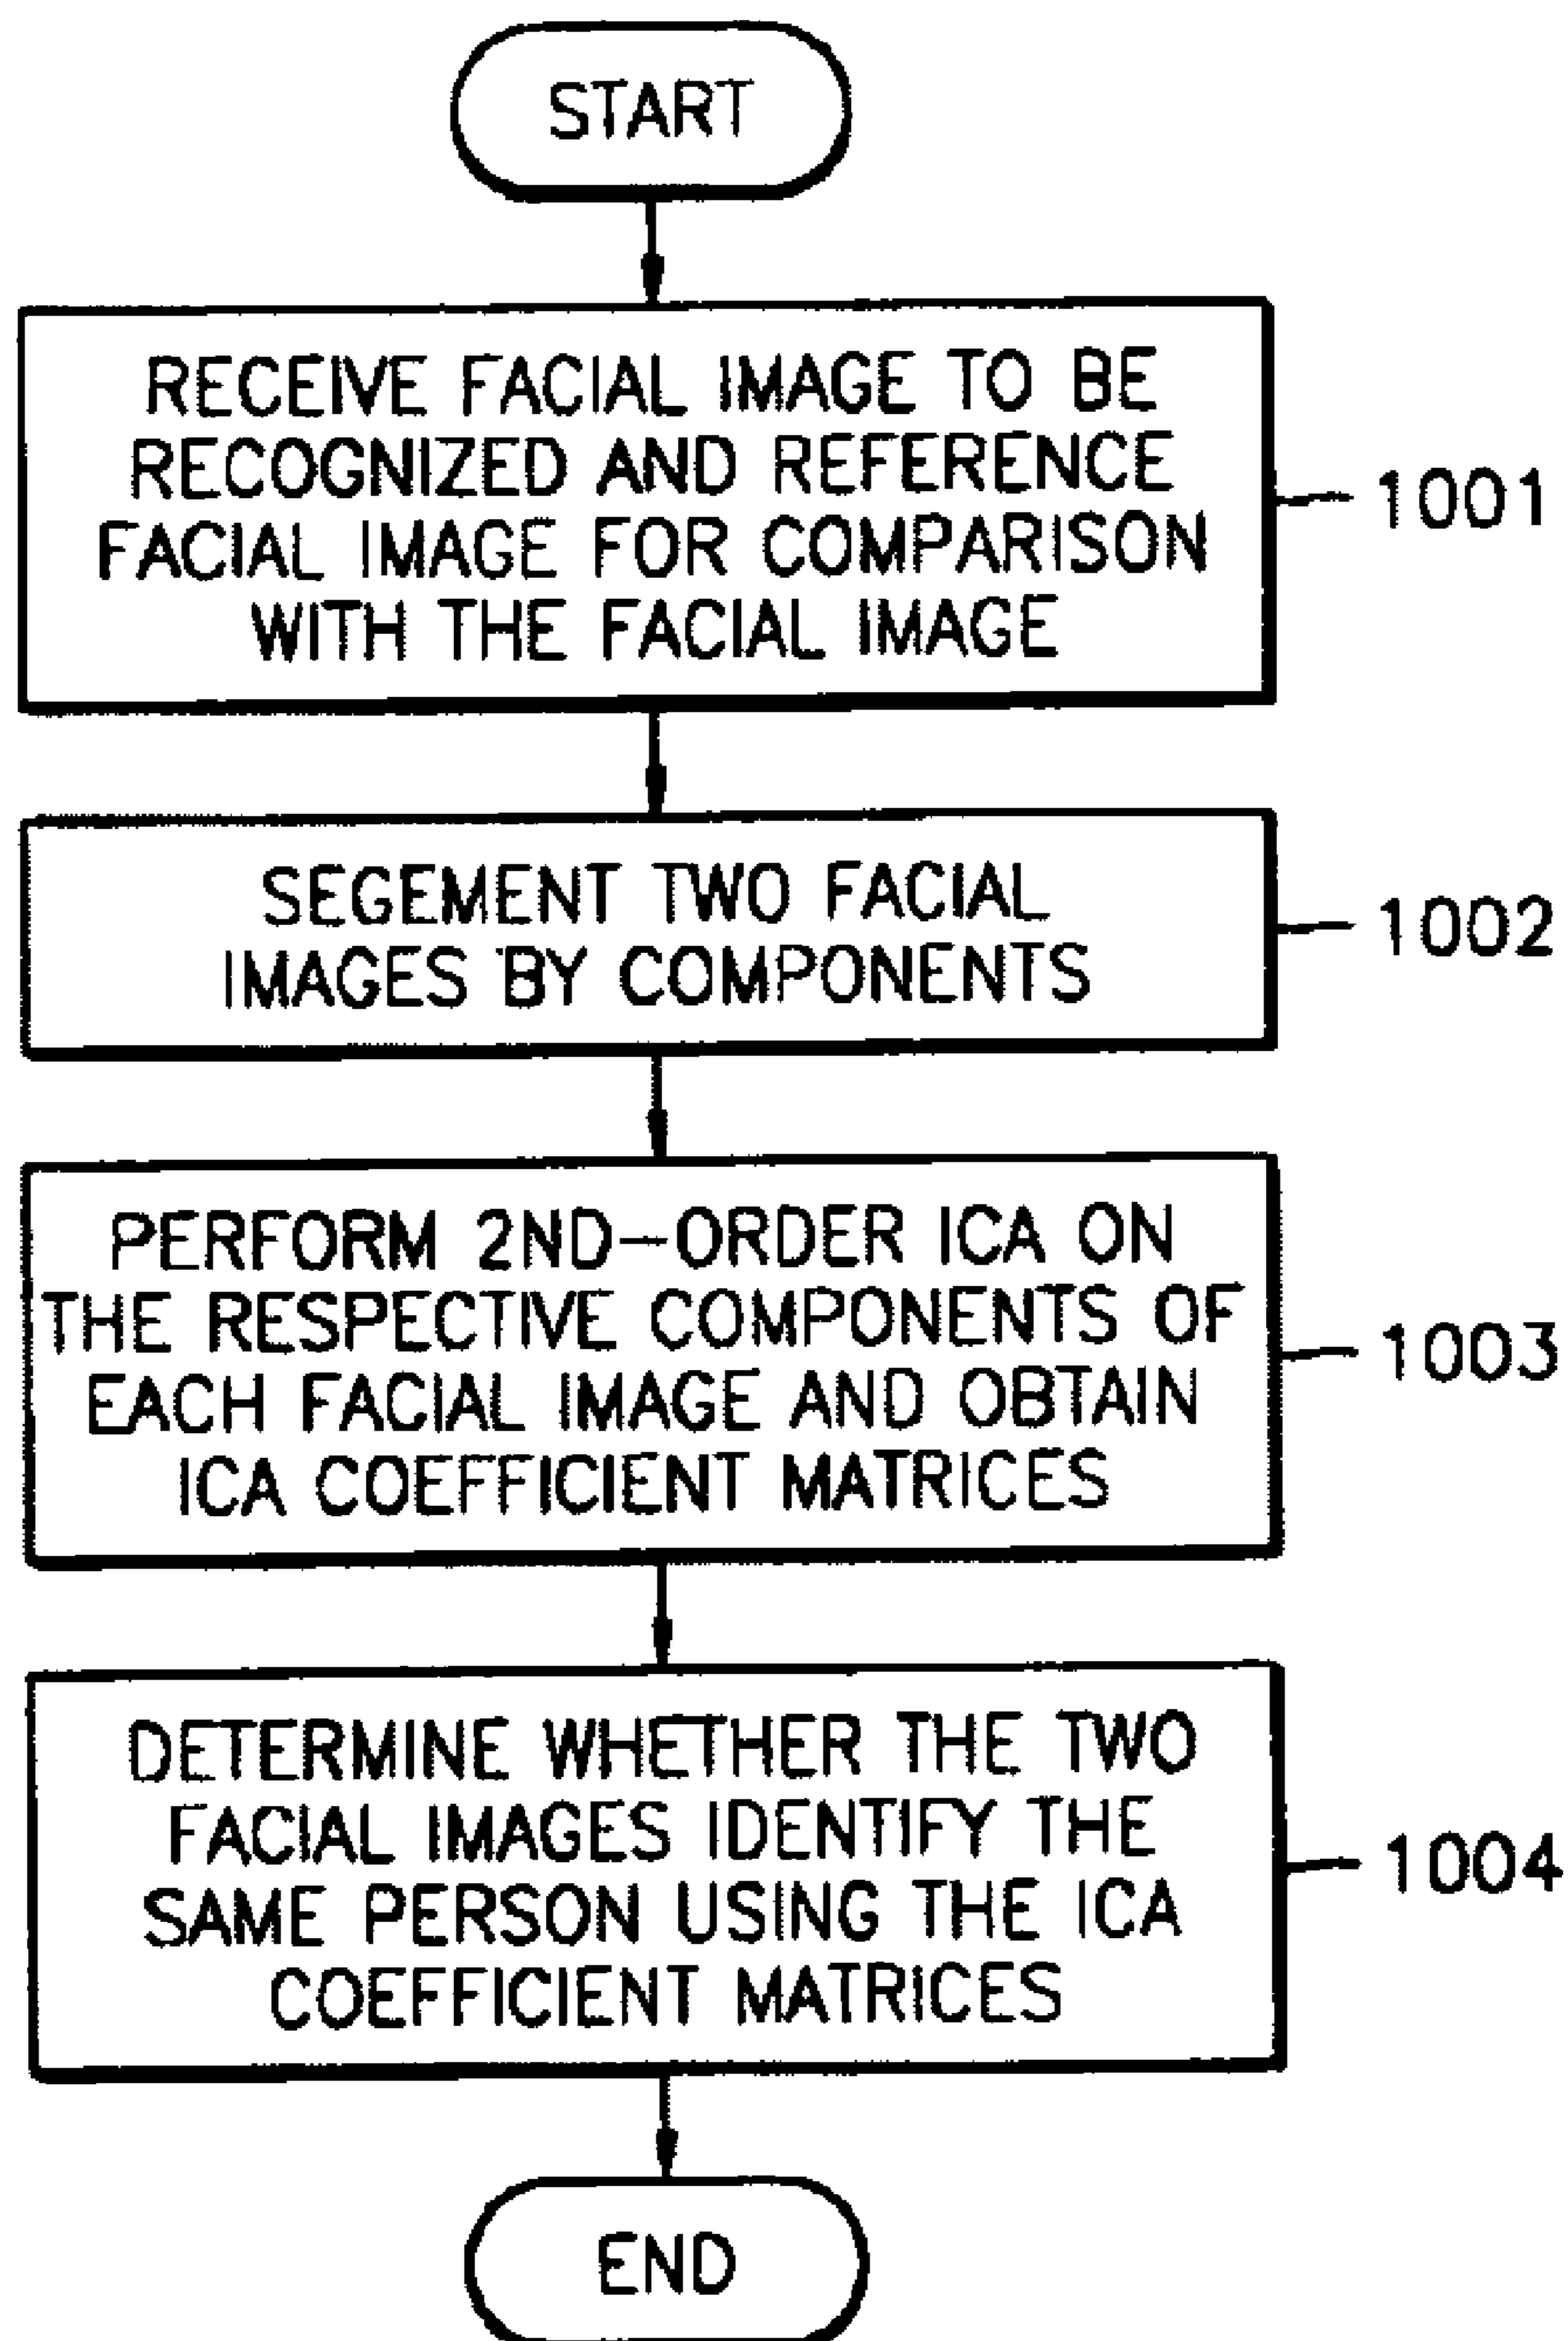 START
RECEIVE FACIAL IMAGE TO BE
RECOGNIZED AND REFERENCE
FACIAL IMAGE FOR COMPARISON
WITH THE FACIAL IMAGE
1001
SEGEMENT TWO FACIAL
IMAGES BY COMPONENTS
1002
PERFORM 2ND-ORDER ICA ON
THE RESPECTIVE COMPONENTS OF
EACH FACIAL IMAGE AND OBTAIN
ICA COEFFICIENT MATRICES
1003
DETERMINE WHETHER THE TWO
FACIAL IMAGES IDENTIFY THE
SAME PERSON USING THE ICA
COEFFICIENT MATRICES
1004
END